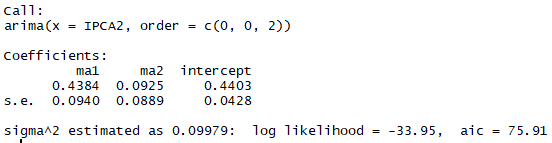 Call:
arima(x = IPCA2, order = c(0, 0, 2))
Coefficients:
ma1 ma2 intercept
0.4384 0.0925 0.4403
s.e. 0.0940 0.0889 0.0428
sigma^2 estimated as 0.09979: log likelihood = -33.95, aic = 75.91